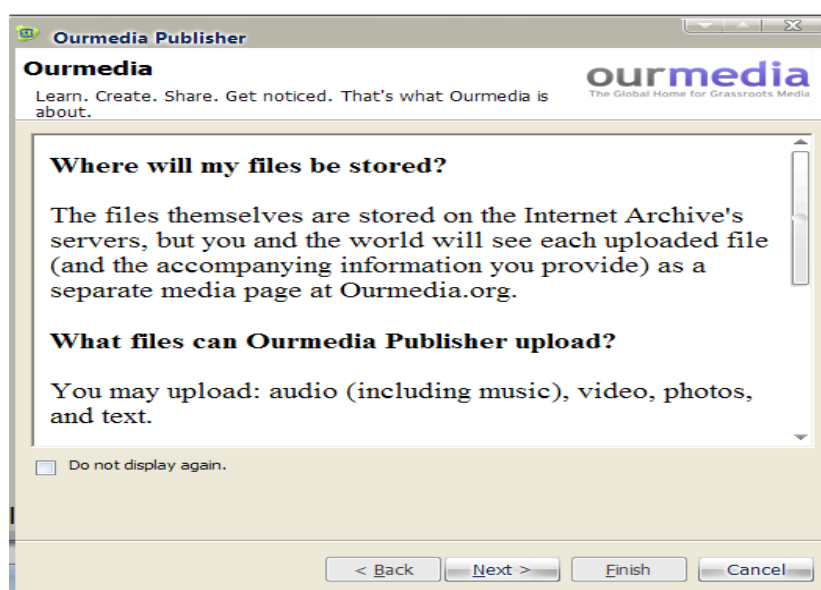 Ourmedia Publisher
Ourmedia
Learn. Create. Share. Get noticed. That's what Ourmedia is
about.
ourmedia
The Global Home for Grassroots Media
Where will my files be stored?
The files themselves are stored on the Internet Archive's
servers, but you and the world will see each uploaded file
(and the accompanying information you provide) as a
separate media page at Ourmedia.org.
What files can Ourmedia Publisher upload?
You may upload: audio (including music), video, photos,
and text.
Do not display again.
< Back Next > Finish Cancel